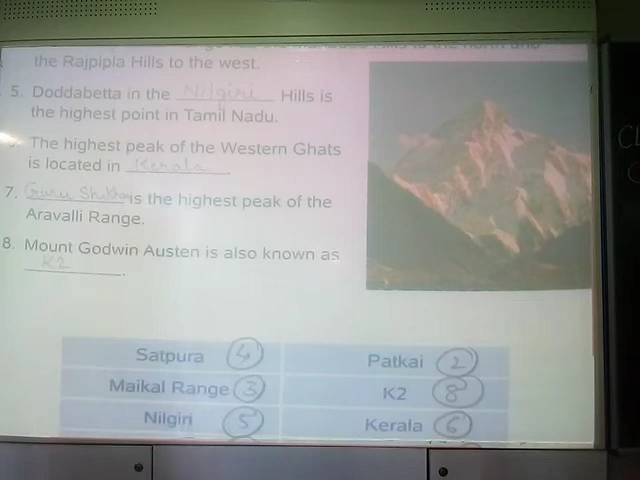 the Rajpipla Hills to the west.
5. Doddabetta in the Nilgiri Hills is
the highest point in Tamil Nadu.
The highest peak of the Western Ghats
is located in Kerala
7. Guru Shikhar is the highest peak of the
Aravalli Range.
8. Mount Godwin Austen is also known as
K2.
Satpura 4 Patkai 2
Maikal Range 3 K2 8
Nilgiri 5 Kerala 6